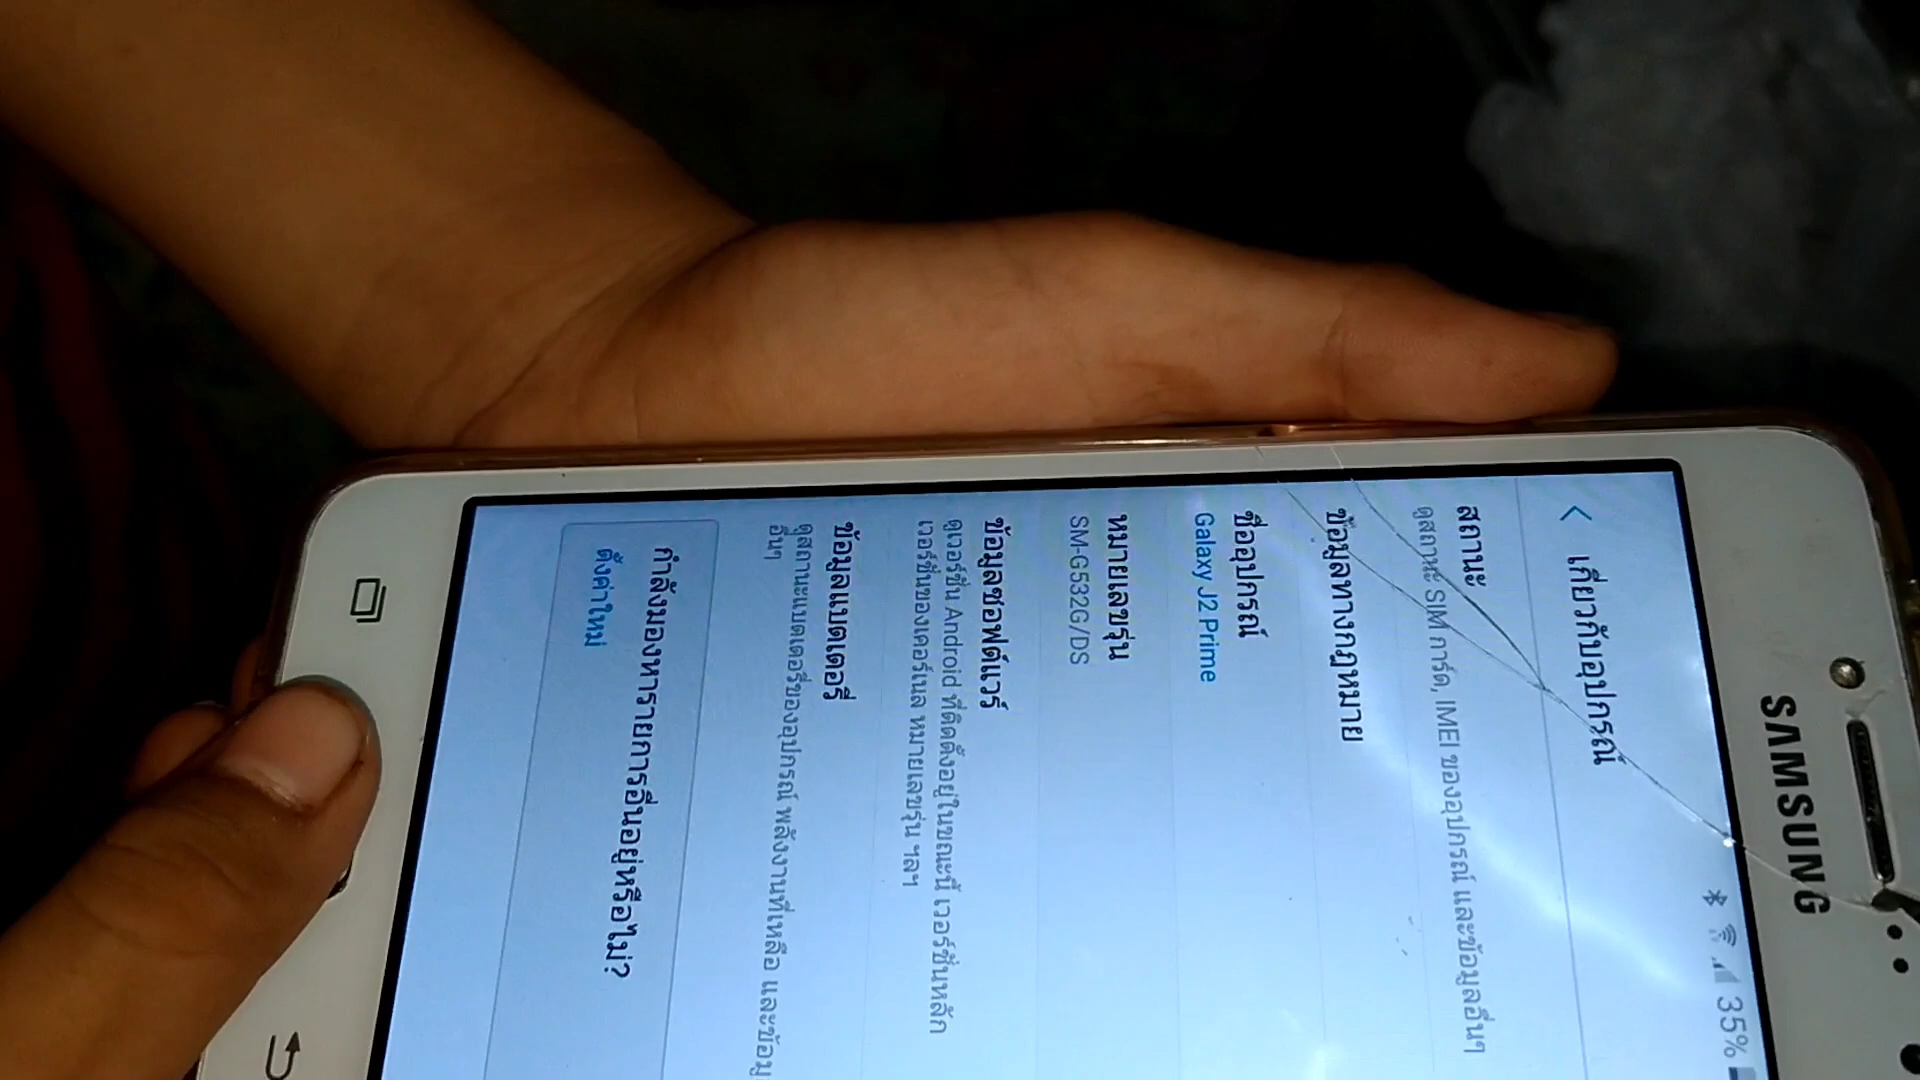 SAMSUNG
35%
< เกี่ยวกับอุปกรณ์
สถานะ
ดูสถานะ SIM การ์ด, IMEI ของอุปกรณ์ และข้อมูลอื่นๆ
ข้อมูลทางกฎหมาย
ชื่ออุปกรณ์
Galaxy J2 Prime
หมายเลขรุ่น
SM-G532G/DS
ข้อมูลซอฟต์แวร์
ดูเวอร์ชั่น Android ที่ติดตั้งอยู่ในขณะนี้ เวอร์ชั่นหลัก
เวอร์ชั่นของเคอร์เนล หมายเลขรุ่น ฯลฯ
ข้อมูลแบตเตอรี่
ดูสถานะแบตเตอรี่ของอุปกรณ์ พลังงานที่เหลือ และข้อมู
อื่นๆ
กำลังมองหารายการอื่นอยู่หรือไม่?
ตั้งค่าใหม่